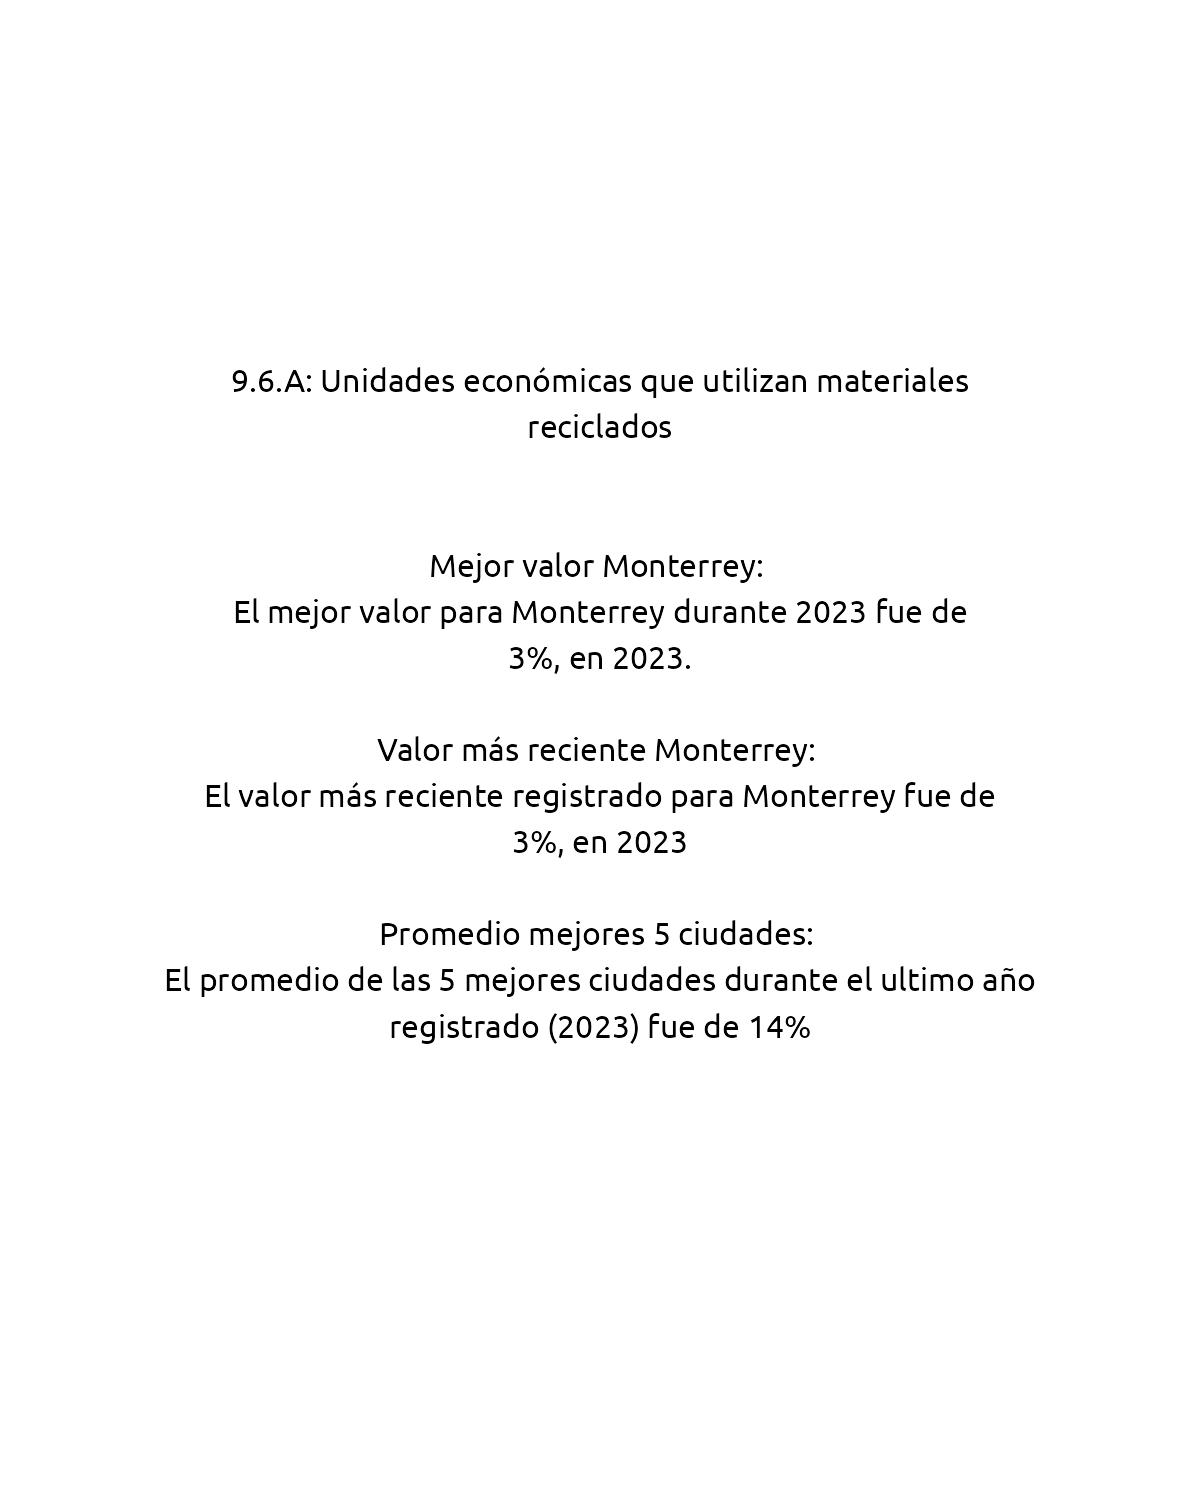 9.6.A: Unidades económicas que utilizan materiales
reciclados
Mejor valor Monterrey:
El mejor valor para Monterrey durante 2023 fue de
3%, en 2023.
Valor más reciente Monterrey:
El valor más reciente registrado para Monterrey fue de
3%, en 2023
Promedio mejores 5 ciudades:
El promedio de las 5 mejores ciudades durante el ultimo año
registrado (2023) fue de 14%